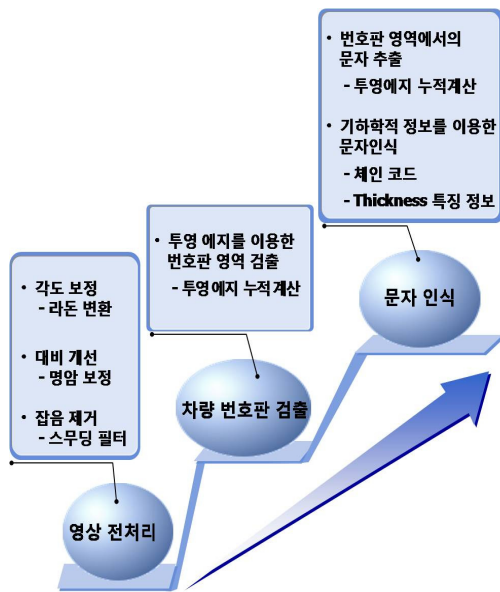 • 번호판 영역에서의
문자 추출
- 투영에지 누적계산
• 기하학적 정보를 이용한
문자인식
- 체인 코드
- Thickness 특징 정보
• 투영 에지를 이용한
번호판 영역 검출
- 투영에지 누적계산
• 각도 보정
- 라돈 변환
• 대비 개선
- 명암 보정
• 잡음 제거
- 스무딩 필터
문자 인식
차량 번호판 검출
영상 전처리